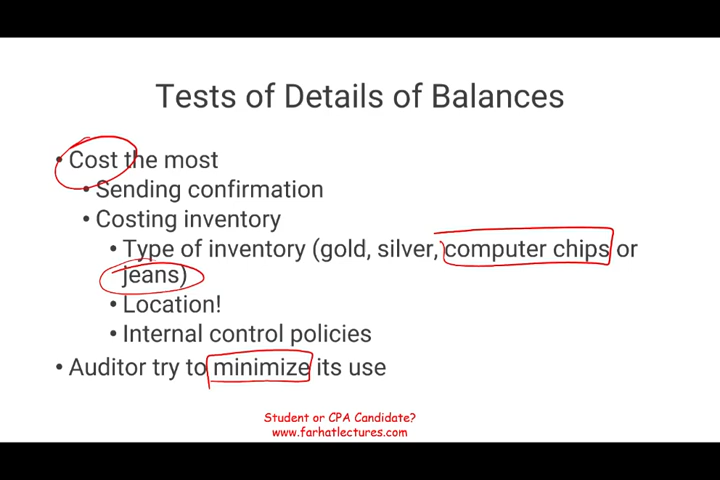 Tests of Details of Balances
• Cost the most
• Sending confirmation
• Costing inventory
• Type of inventory (gold, silver, computer chips or
jeans)
• Location!
• Internal control policies
• Auditor try to minimize its use
Student or CPA Candidate?
www.farhatlectures.com